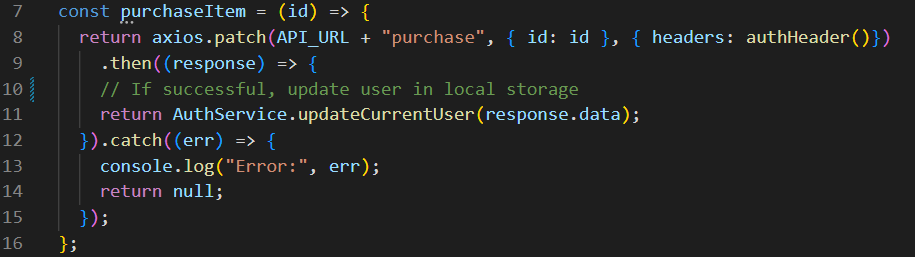 7 const purchaseItem = (id) => {
8 return axios.patch(API_URL + "purchase", { id: id }, { headers: authHeader()})
9 .then((response) => {
10 // If successful, update user in local storage
11 return AuthService.updateCurrentUser(response.data);
12 }).catch((err) => {
13 console.log("Error:", err);
14 return null;
15 });
16 };